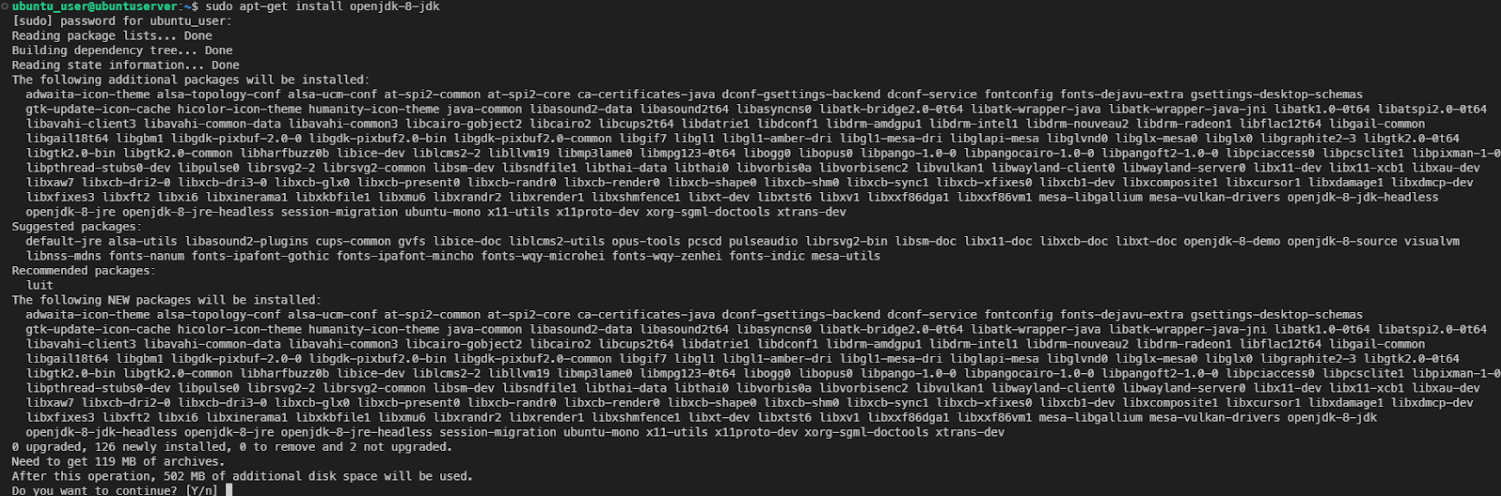 ubuntu_user@ubuntuserver:~$ sudo apt-get install openjdk-8-jdk
[sudo] password for ubuntu_user:
Reading package lists... Done
Building dependency tree... Done
Reading state information... Done
The following additional packages will be installed:
adwaita-icon-theme alsa-topology-conf alsa-ucm-conf at-spi2-common at-spi2-core ca-certificates-java dconf-gsettings-backend dconf-service fontconfig fonts-dejavu-extra gsettings-desktop-schemas
gtk-update-icon-cache hicolor-icon-theme humanity-icon-theme java-common libasound2-data libasound2t64 libasyncns0 libatk-bridge2.0-0t64 libatk-wrapper-java libatk-wrapper-java-jni libatk1.0-0t64 libatspi2.0-0t64
libavahi-client3 libavahi-common-data libavahi-common3 libcairo-gobject2 libcairo2 libcups2t64 libdatrie1 libdconf1 libdrm-amdgpu1 libdrm-intel1 libdrm-nouveau2 libdrm-radeon1 libflac12t64 libgail-common
libgail18t64 libgbm1 libgdk-pixbuf-2.0-0 libgdk-pixbuf2.0-bin libgdk-pixbuf2.0-common libgif7 libgl1 libgl1-amber-dri libgl1-mesa-dri libglapi-mesa libglvnd0 libglx-mesa0 libglx0 libgraphite2-3 libgtk2.0-0t64
libgtk2.0-bin libgtk2.0-common libharfbuzz0b libice-dev liblcms2-2 libllvm19 libmp3lame0 libmpg123-0t64 libogg0 libopus0 libpango-1.0-0 libpangocairo-1.0-0 libpangoft2-1.0-0 libpciaccess0 libpcsclite1 libpixman-1-0
libpthread-stubs0-dev libpulse0 librsvg2-2 librsvg2-common libsm-dev libsndfile1 libthai-data libthai0 libvorbis0a libvorbisenc2 libvulkan1 libwayland-client0 libwayland-server0 libx11-dev libx11-xcb1 libxau-dev
libxaw7 libxcb-dri2-0 libxcb-dri3-0 libxcb-glx0 libxcb-present0 libxcb-randr0 libxcb-render0 libxcb-shape0 libxcb-shm0 libxcb-sync1 libxcb-xfixes0 libxcb1-dev libxcomposite1 libxcursor1 libxdamage1 libxdmcp-dev
libxfixes3 libxft2 libxi6 libxinerama1 libxkbfile1 libxmu6 libxrandr2 libxrender1 libxshmfence1 libxt-dev libxtst6 libxv1 libxxf86dga1 libxxf86vm1 mesa-libgallium mesa-vulkan-drivers openjdk-8-jdk-headless
openjdk-8-jre openjdk-8-jre-headless session-migration ubuntu-mono x11-utils x11proto-dev xorg-sgml-doctools xtrans-dev
Suggested packages:
default-jre alsa-utils libasound2-plugins cups-common gvfs libice-doc liblcms2-utils opus-tools pcscd pulseaudio librsvg2-bin libsm-doc libx11-doc libxcb-doc libxt-doc openjdk-8-demo openjdk-8-source visualvm
libnss-mdns fonts-nanum fonts-ipafont-gothic fonts-ipafont-mincho fonts-wqy-microhei fonts-wqy-zenhei fonts-indic mesa-utils
Recommended packages:
luit
The following NEW packages will be installed:
adwaita-icon-theme alsa-topology-conf alsa-ucm-conf at-spi2-common at-spi2-core ca-certificates-java dconf-gsettings-backend dconf-service fontconfig fonts-dejavu-extra gsettings-desktop-schemas
gtk-update-icon-cache hicolor-icon-theme humanity-icon-theme java-common libasound2-data libasound2t64 libasyncns0 libatk-bridge2.0-0t64 libatk-wrapper-java libatk-wrapper-java-jni libatk1.0-0t64 libatspi2.0-0t64
libavahi-client3 libavahi-common-data libavahi-common3 libcairo-gobject2 libcairo2 libcups2t64 libdatrie1 libdconf1 libdrm-amdgpu1 libdrm-intel1 libdrm-nouveau2 libdrm-radeon1 libflac12t64 libgail-common
libgail18t64 libgbm1 libgdk-pixbuf-2.0-0 libgdk-pixbuf2.0-bin libgdk-pixbuf2.0-common libgif7 libgl1 libgl1-amber-dri libgl1-mesa-dri libglapi-mesa libglvnd0 libglx-mesa0 libglx0 libgraphite2-3 libgtk2.0-0t64
libgtk2.0-bin libgtk2.0-common libharfbuzz0b libice-dev liblcms2-2 libllvm19 libmp3lame0 libmpg123-0t64 libogg0 libopus0 libpango-1.0-0 libpangocairo-1.0-0 libpangoft2-1.0-0 libpciaccess0 libpcsclite1 libpixman-1-0
libpthread-stubs0-dev libpulse0 librsvg2-2 librsvg2-common libsm-dev libsndfile1 libthai-data libthai0 libvorbis0a libvorbisenc2 libvulkan1 libwayland-client0 libwayland-server0 libx11-dev libx11-xcb1 libxau-dev
libxaw7 libxcb-dri2-0 libxcb-dri3-0 libxcb-glx0 libxcb-present0 libxcb-randr0 libxcb-render0 libxcb-shape0 libxcb-shm0 libxcb-sync1 libxcb-xfixes0 libxcb1-dev libxcomposite1 libxcursor1 libxdamage1 libxdmcp-dev
libxfixes3 libxft2 libxi6 libxinerama1 libxkbfile1 libxmu6 libxrandr2 libxrender1 libxshmfence1 libxt-dev libxtst6 libxv1 libxxf86dga1 libxxf86vm1 mesa-libgallium mesa-vulkan-drivers openjdk-8-jdk
openjdk-8-jdk-headless openjdk-8-jre openjdk-8-jre-headless session-migration ubuntu-mono x11-utils x11proto-dev xorg-sgml-doctools xtrans-dev
0 upgraded, 126 newly installed, 0 to remove and 2 not upgraded.
Need to get 119 MB of archives.
After this operation, 502 MB of additional disk space will be used.
Do you want to continue? [Y/n]